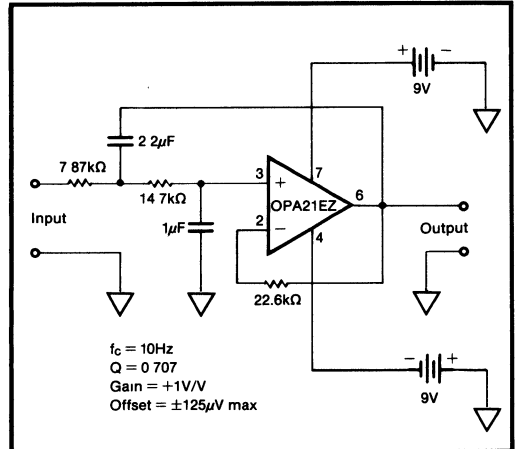 + −
9V
2 2µF
7 87kΩ
14 7kΩ
3
7
+
6
OPA21EZ
Input
1µF
2
−
4
Output
22.6kΩ
fc = 10Hz
Q = 0 707
Gain = +1V/V
Offset = ±125µV max
− +
9V